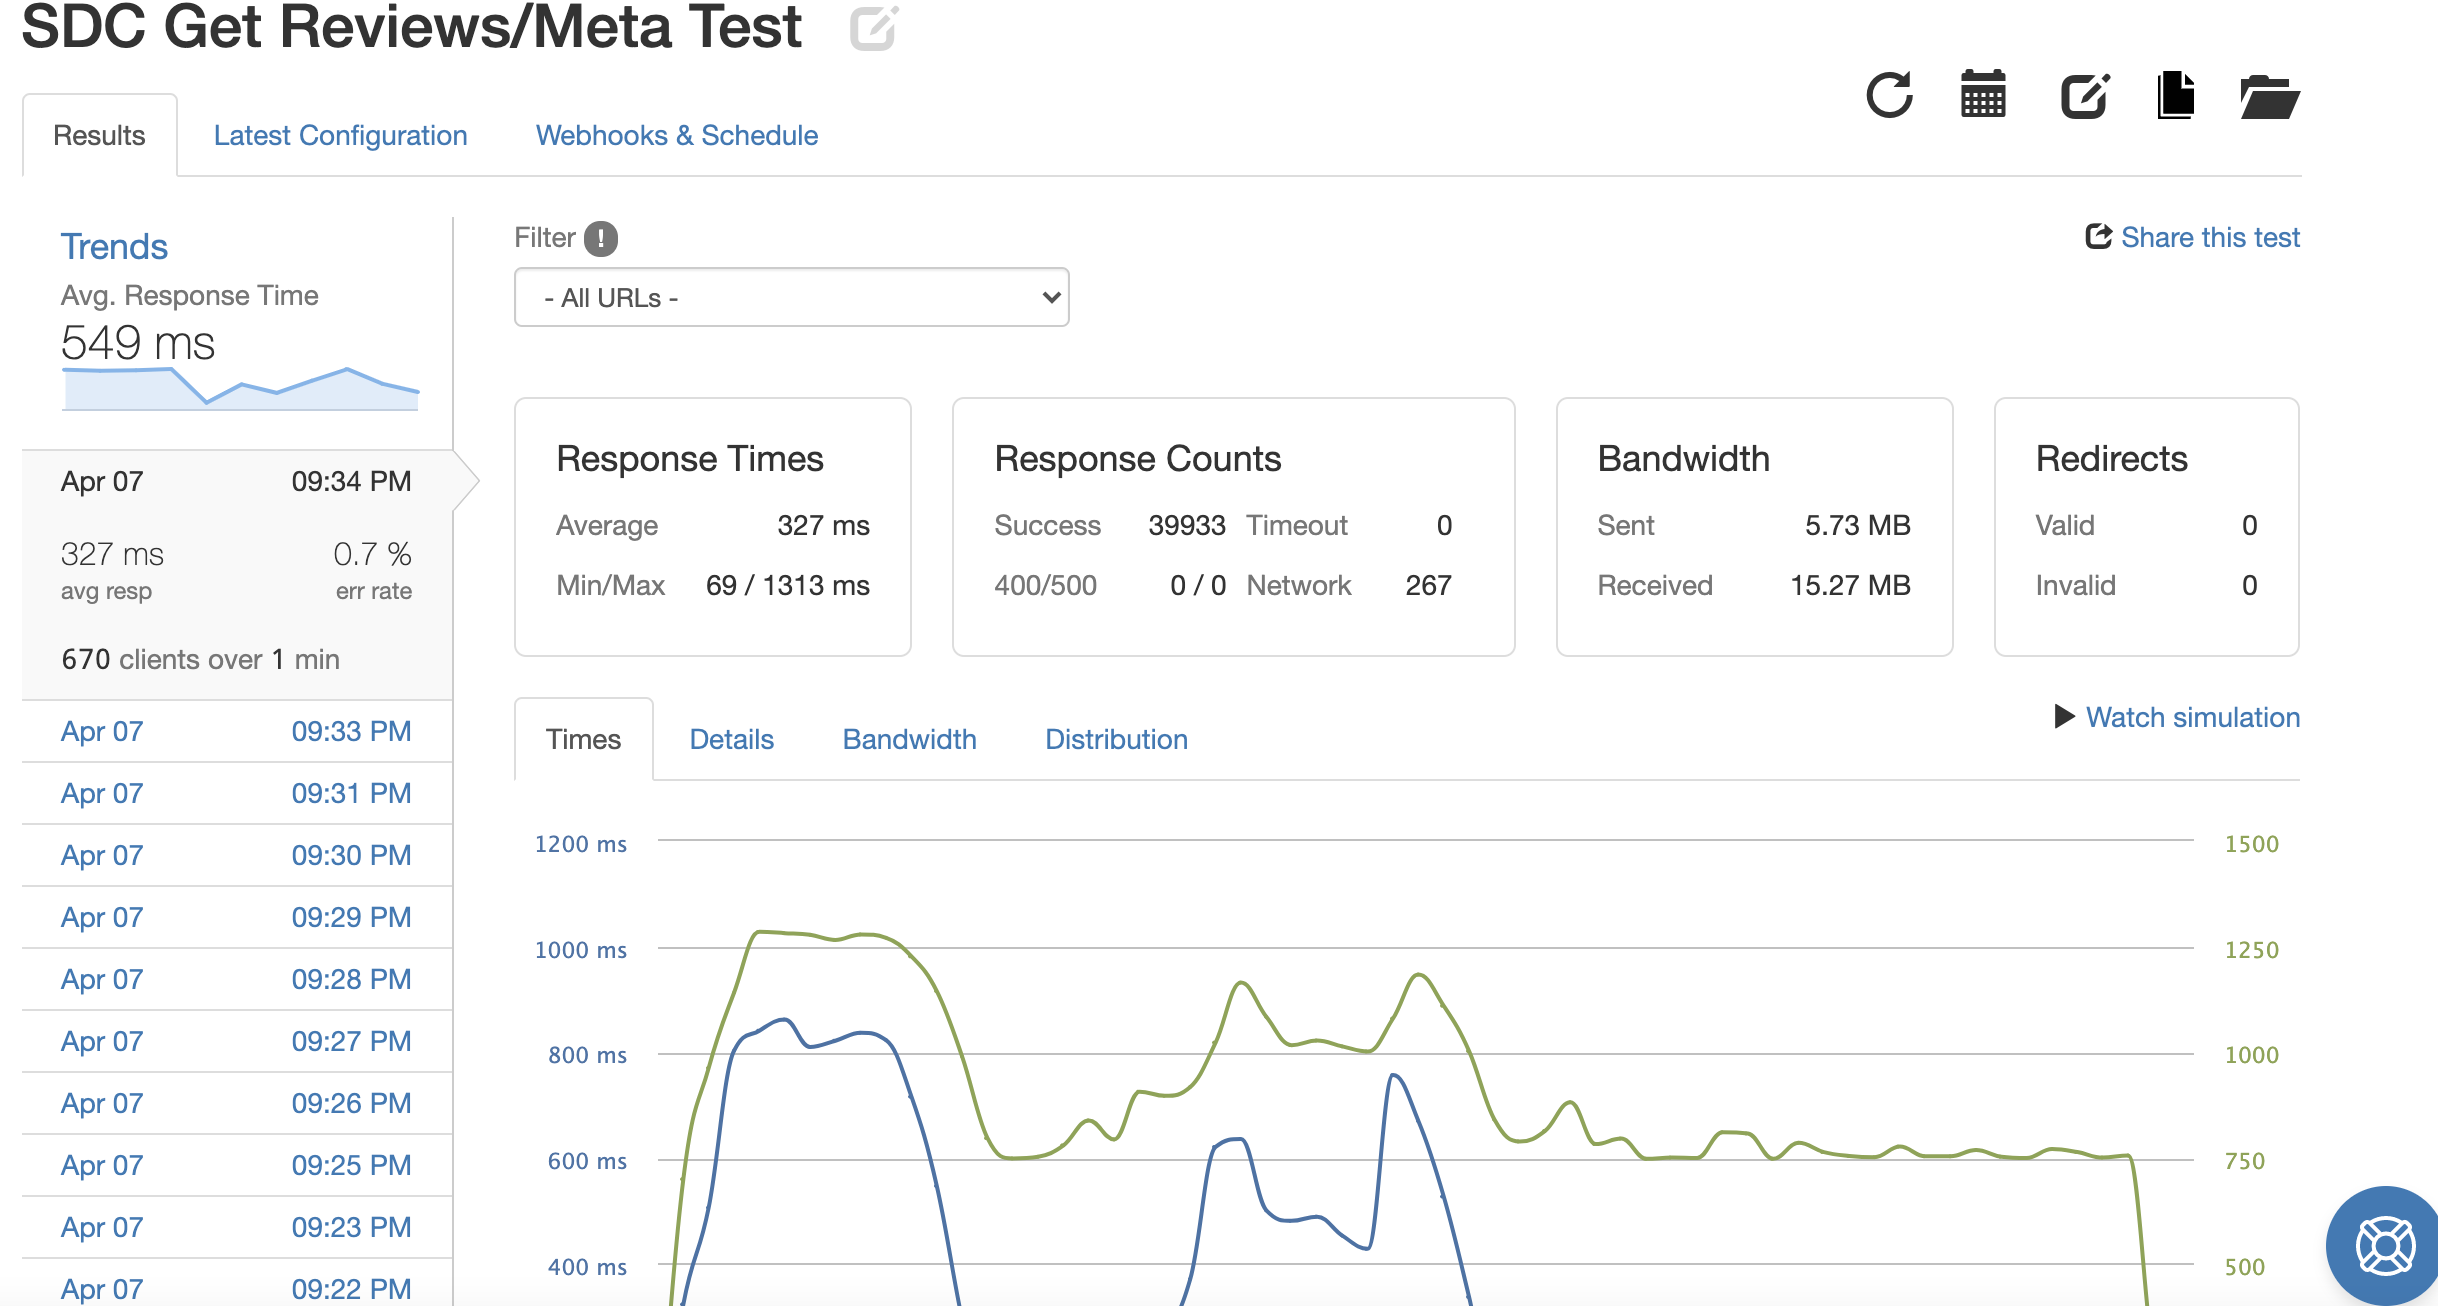 SDC Get Reviews/Meta Test
Results
Latest Configuration
Webhooks & Schedule
Trends
Avg. Response Time
549 ms
Apr 07 09:34 PM
327 ms 0.7 %
avg resp err rate
670 clients over 1 min
Apr 07 09:33 PM
Apr 07 09:31 PM
Apr 07 09:30 PM
Apr 07 09:29 PM
Apr 07 09:28 PM
Apr 07 09:27 PM
Apr 07 09:26 PM
Apr 07 09:25 PM
Apr 07 09:23 PM
Apr 07 09:22 PM
Filter !
Share this test
- All URLs -
Response Times
Average 327 ms
Min/Max 69 / 1313 ms
Response Counts
Success 39933 Timeout 0
400/500 0 / 0 Network 267
Bandwidth
Sent 5.73 MB
Received 15.27 MB
Redirects
Valid 0
Invalid 0
Times
Details
Bandwidth
Distribution
Watch simulation
1200 ms 1500
1000 ms 1250
800 ms 1000
600 ms 750
400 ms 500